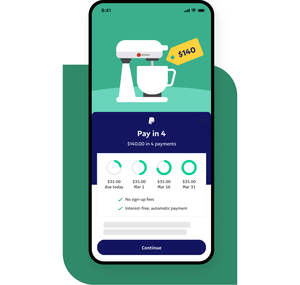 9:41
$140
Pay in 4
$140.00 in 4 payments
$35.00
due today
$35.00
Mar 1
$35.00
Mar 16
$35.00
Mar 31
No sign-up fees
Interest-free, automatic payment
Continue